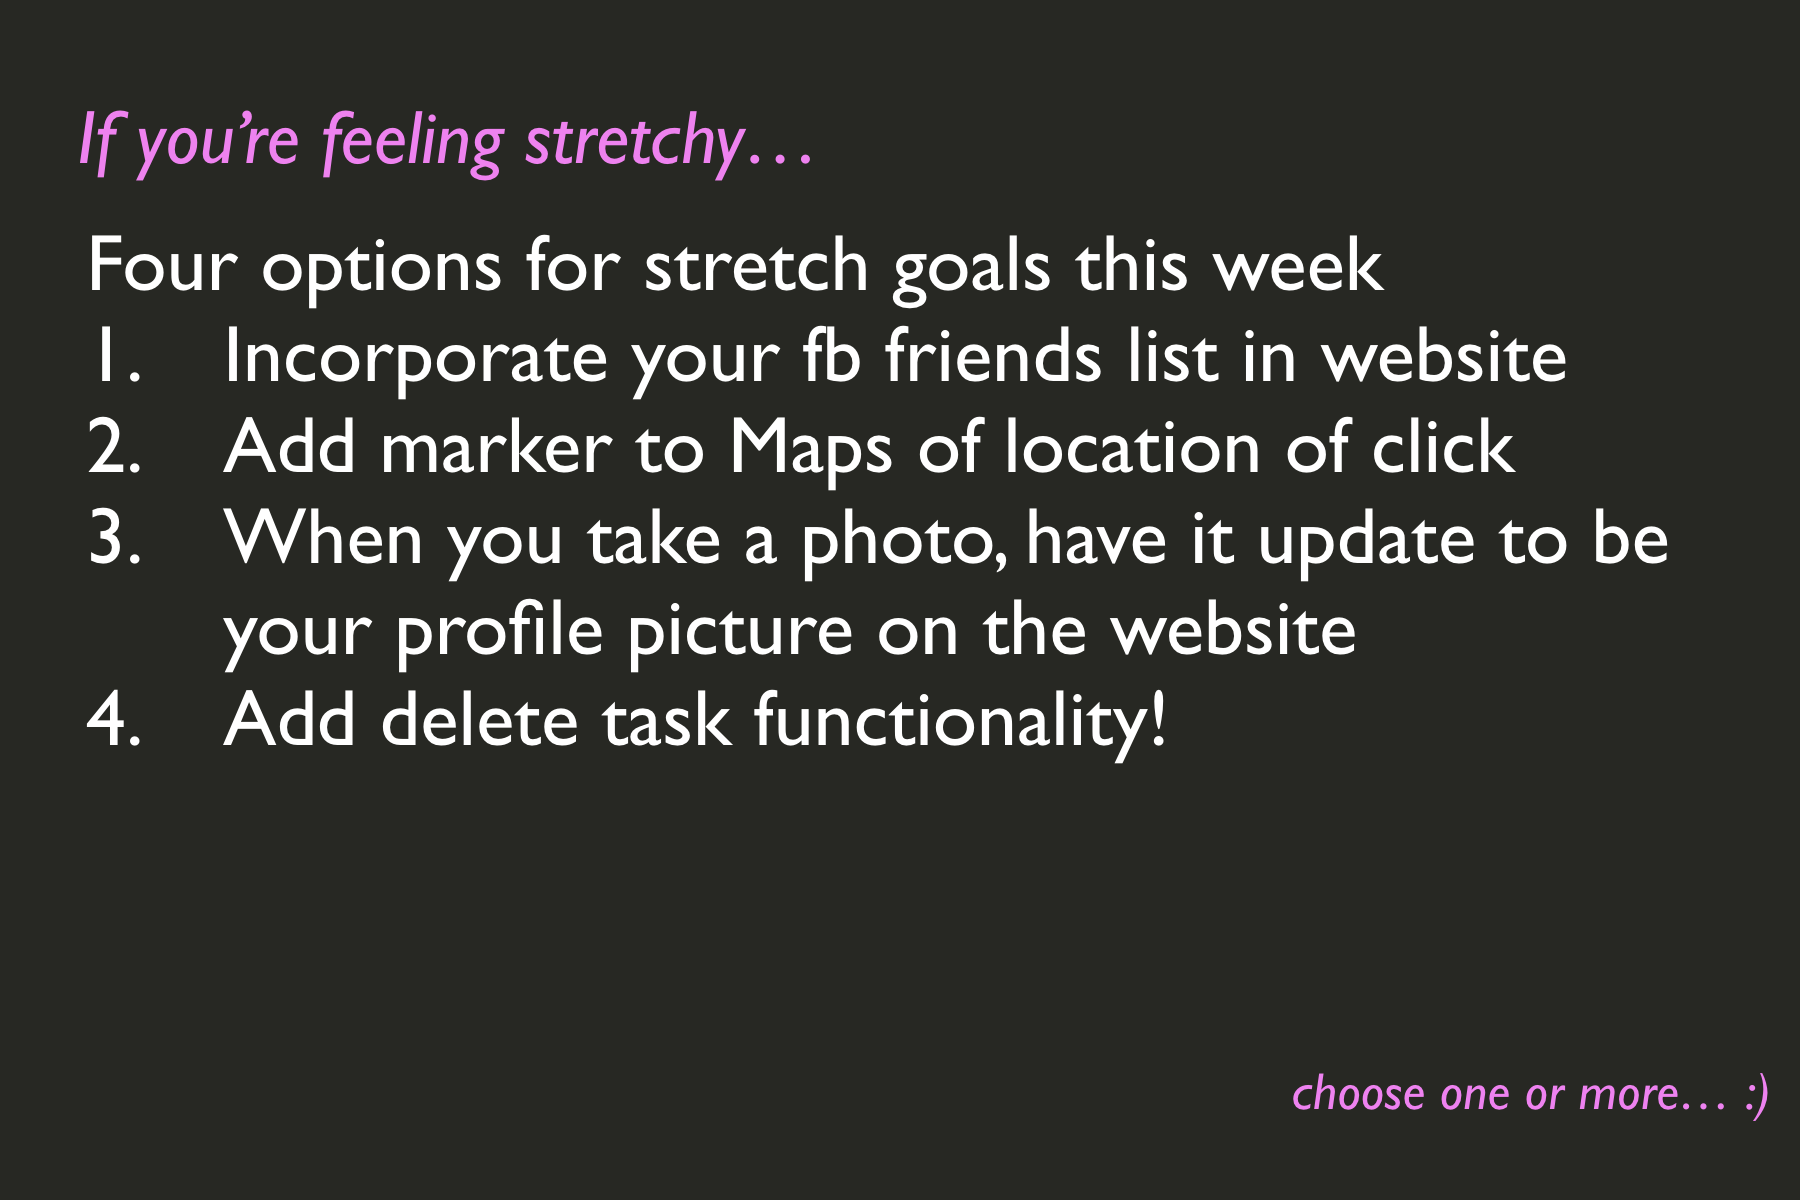 If you’re feeling stretchy…
Four options for stretch goals this week
1. Incorporate your fb friends list in website
2. Add marker to Maps of location of click
3. When you take a photo, have it update to be
your profile picture on the website
4. Add delete task functionality!
choose one or more… :)